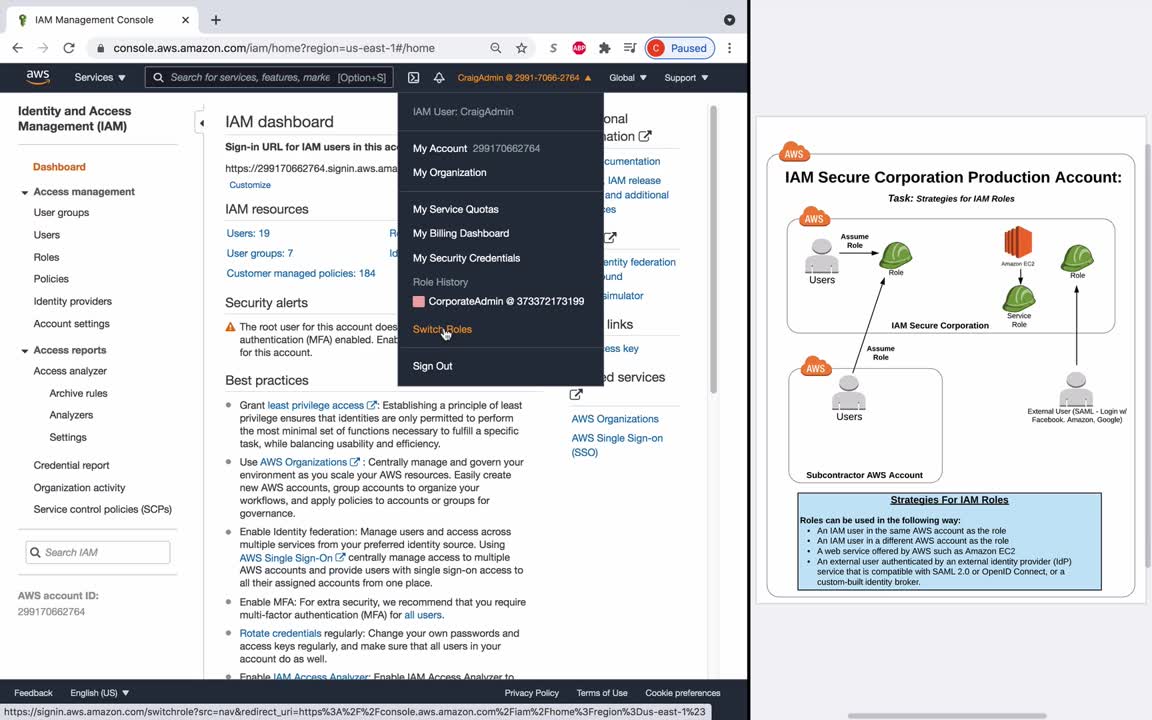 IAM Management Console
console.aws.amazon.com/iam/home?region=us-east-1#/home
S
ABP
C Paused
aws
Services
Search for services, features, marke
[Option+S]
CraigAdmin @ 2991-7066-2764
Global
Support
Identity and Access
Management (IAM)
Dashboard
Access management
User groups
Users
Roles
Policies
Identity providers
Account settings
Access reports
Access analyzer
Archive rules
Analyzers
Settings
Credential report
Organization activity
Service control policies (SCPs)
Search IAM
AWS account ID:
299170662764
IAM dashboard
Sign-in URL for IAM users in this acc
https://299170662764.signin.aws.ama
Customize
IAM resources
Users: 19
User groups: 7
Customer managed policies: 184
Security alerts
The root user for this account does
authentication (MFA) enabled. Enab
for this account.
Best practices
Grant least privilege access : Establishing a principle of least
privilege ensures that identities are only permitted to perform
the most minimal set of functions necessary to fulfill a specific
task, while balancing usability and efficiency.
Use AWS Organizations : Centrally manage and govern your
environment as you scale your AWS resources. Easily create
new AWS accounts, group accounts to organize your
workflows, and apply policies to accounts or groups for
governance.
Enable Identity federation: Manage users and access across
multiple services from your preferred identity source. Using
AWS Single Sign-On centrally manage access to multiple
AWS accounts and provide users with single sign-on access to
all their assigned accounts from one place.
Enable MFA: For extra security, we recommend that you require
multi-factor authentication (MFA) for all users.
Rotate credentials regularly: Change your own passwords and
access keys regularly, and make sure that all users in your
account do as well.
Enable IAM Access Analyzer: Enable IAM Access Analyzer to
IAM User: CraigAdmin
My Account 299170662764
My Organization
My Service Quotas
My Billing Dashboard
My Security Credentials
Role History
CorporateAdmin @ 373372173199
Switch Roles
Sign Out
onal
mation
cumentation
IAM release
and additional
ces
entity federation
ound
simulator
links
ess key
ed services
AWS Organizations
AWS Single Sign-on
(SSO)
Feedback
English (US)
Privacy Policy
Terms of Use
Cookie preferences
https://signin.aws.amazon.com/switchrole?src=nav&redirect_uri=https%3A%2F%2Fconsole.aws.amazon.com%2Fiam%2Fhome%3Fregion%3Dus-east-1%23
AWS
IAM Secure Corporation Production Account:
Task: Strategies for IAM Roles
AWS
Assume
Role
Users
Role
Amazon EC2
Service
Role
Role
IAM Secure Corporation
Assume
Role
AWS
Users
Subcontractor AWS Account
External User (SAML - Login w/
Facebook. Amazon, Google)
Strategies For IAM Roles
Roles can be used in the following way:
An IAM user in the same AWS account as the role
An IAM user in a different AWS account as the role
A web service offered by AWS such as Amazon EC2
An external user authenticated by an external identity provider (IdP)
service that is compatible with SAML 2.0 or OpenID Connect, or a
custom-built identity broker.